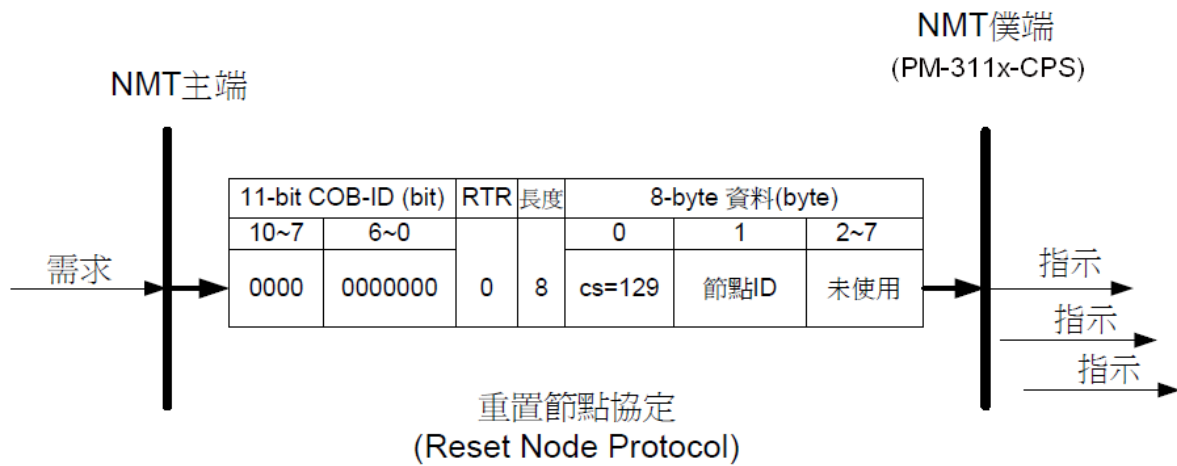 NMT主端
NMT僕端
(PM-311x-CPS)
11-bit COB-ID (bit) RTR 長度 8-byte 資料(byte)
10~7 6~0 0 1 2~7
需求 0000 0000000 0 8 cs=129 節點ID 未使用 指示
指示
指示
重置節點協定
(Reset Node Protocol)